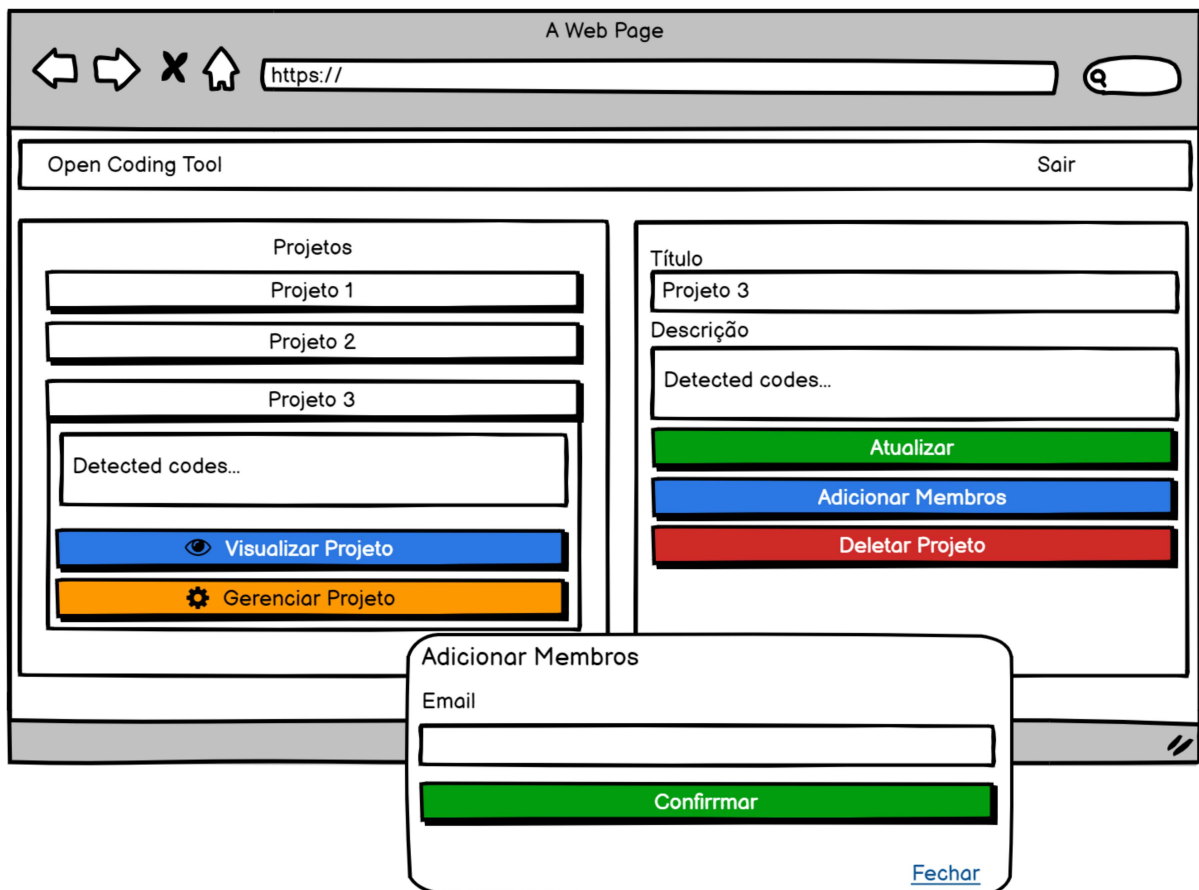 A Web Page
https://
Open Coding Tool
Sair
Projetos
Projeto 1
Projeto 2
Projeto 3
Detected codes...
Visualizar Projeto
Gerenciar Projeto
Título
Projeto 3
Descrição
Detected codes...
Atualizar
Adicionar Membros
Deletar Projeto
Adicionar Membros
Email
Confirrmar
Fechar